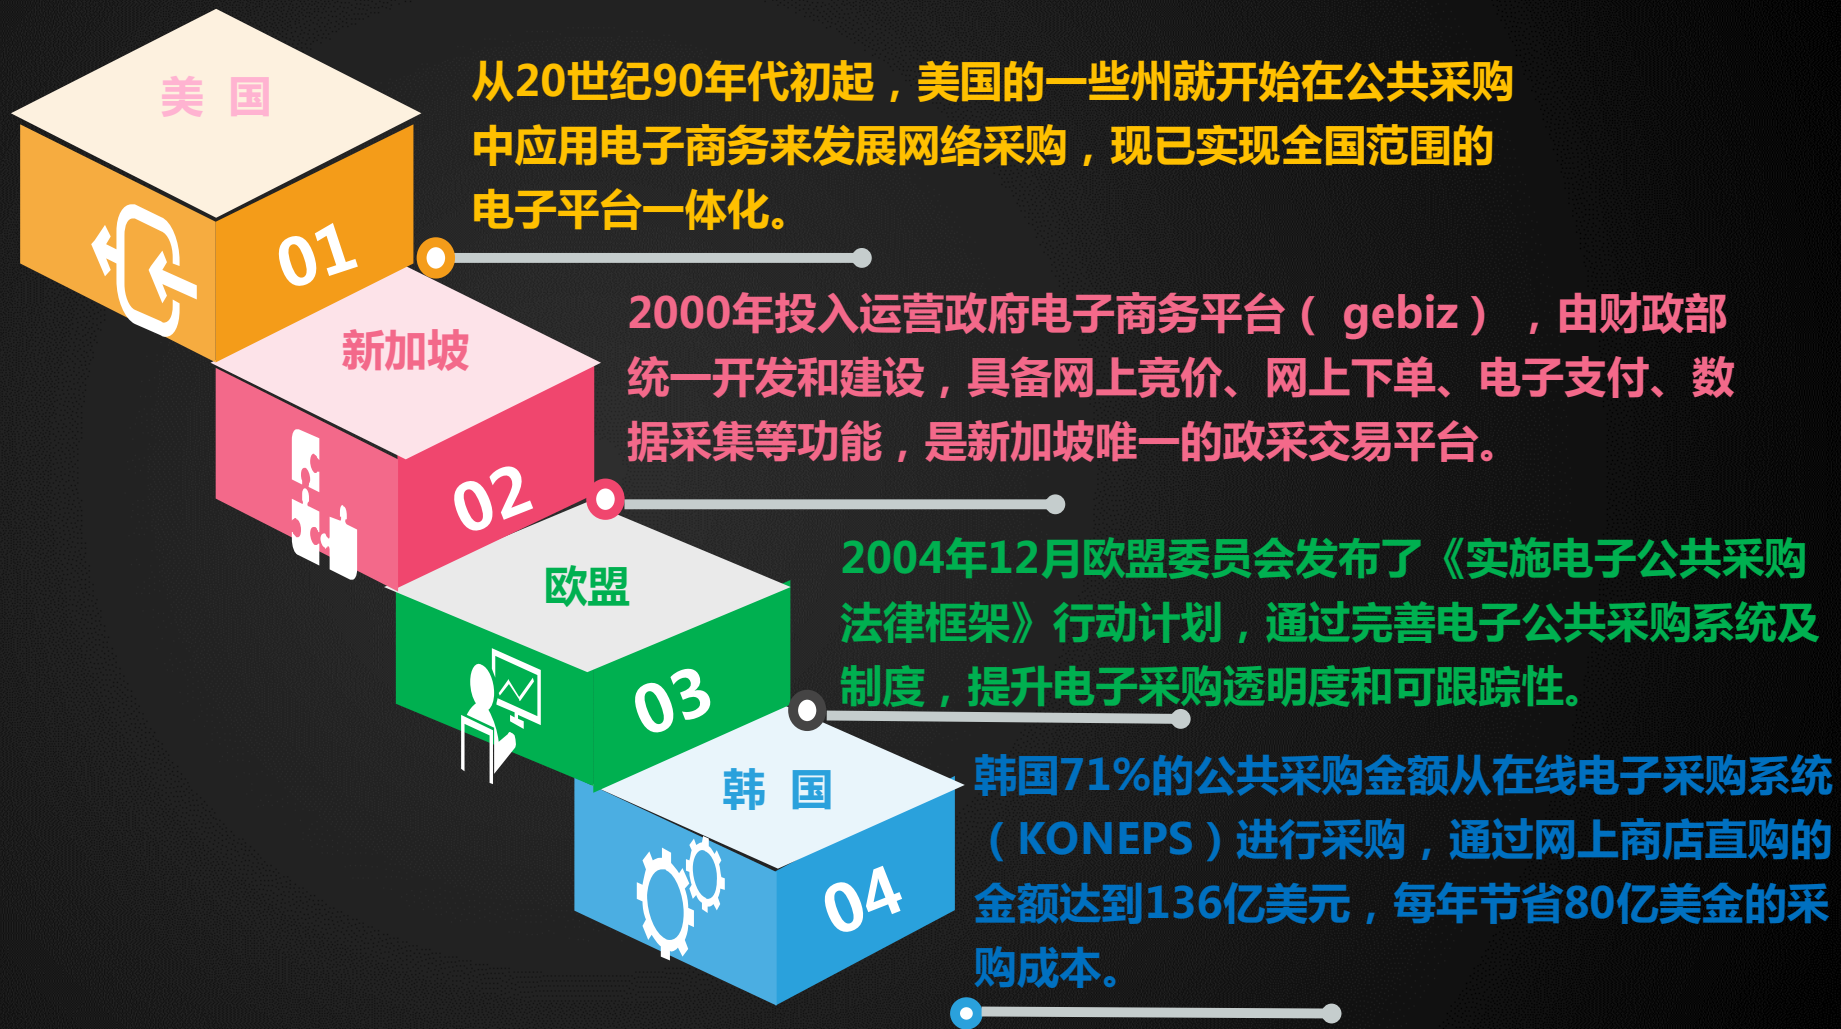 美 国
01
从20世纪90年代初起，美国的一些州就开始在公共采购
中应用电子商务来发展网络采购，现已实现全国范围的
电子平台一体化。
新加坡
02
2000年投入运营政府电子商务平台（ gebiz），由财政部
统一开发和建设，具备网上竞价、网上下单、电子支付、数
据采集等功能，是新加坡唯一的政采交易平台。
欧盟
03
2004年12月欧盟委员会发布了《实施电子公共采购
法律框架》行动计划，通过完善电子公共采购系统及
制度，提升电子采购透明度和可跟踪性。
韩 国
04
韩国71%的公共采购金额从在线电子采购系统
（KONEPS）进行采购，通过网上商店直购的
金额达到136亿美元，每年节省80亿美金的采
购成本。